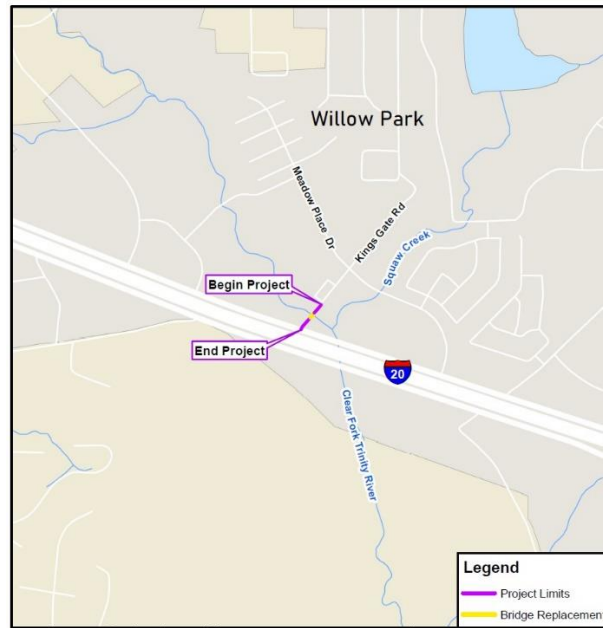 Willow Park
Meadow Place Dr
Kings Gate Rd
Squaw Creek
Begin Project
End Project
20
Clear Fork Trinity River
Legend
Project Limits
Bridge Replacement